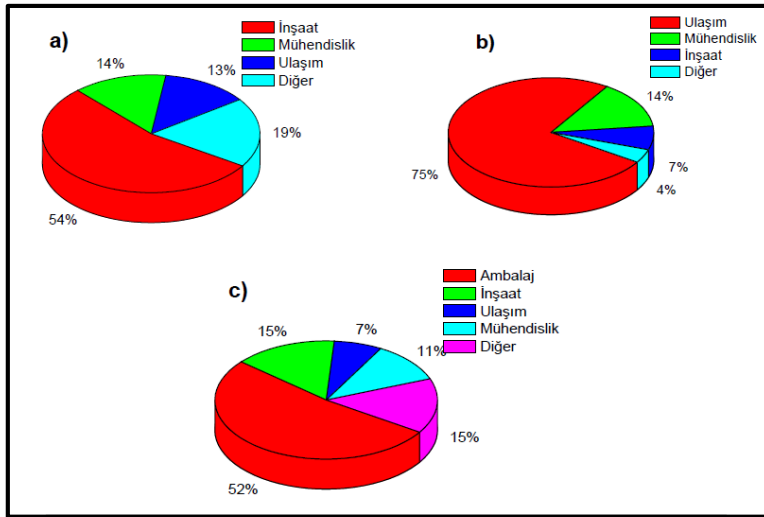 a)
İnşaat
Mühendislik
Ulaşım
Diğer
14%
13%
19%
54%
b)
Ulaşım
Mühendislik
İnşaat
Diğer
14%
7%
4%
75%
c)
Ambalaj
İnşaat
Ulaşım
Mühendislik
Diğer
15%
7%
11%
15%
52%